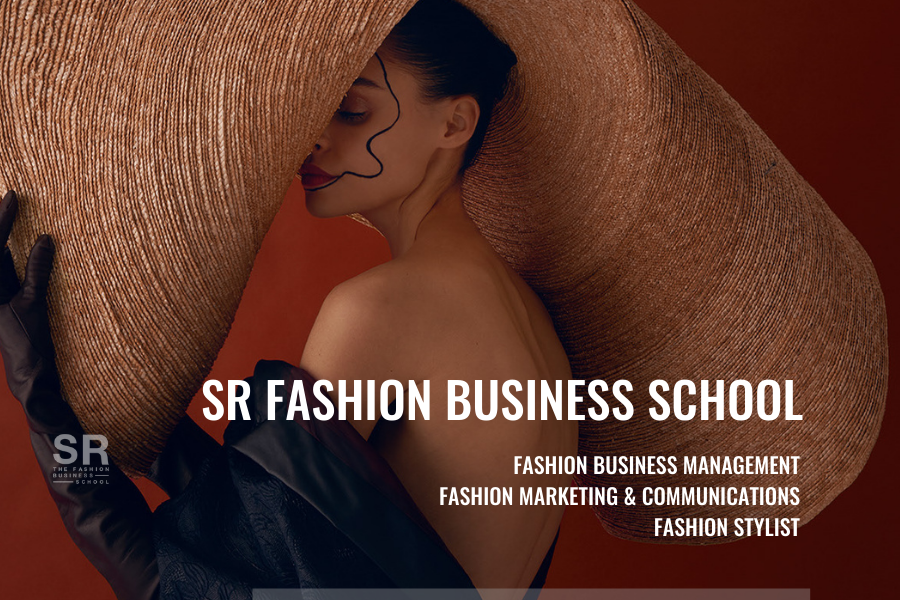 SR FASHION BUSINESS SCHOOL
SR
THE FASHION
BUSINESS
SCHOOL
FASHION BUSINESS MANAGEMENT
FASHION MARKETING & COMMUNICATIONS
FASHION STYLIST